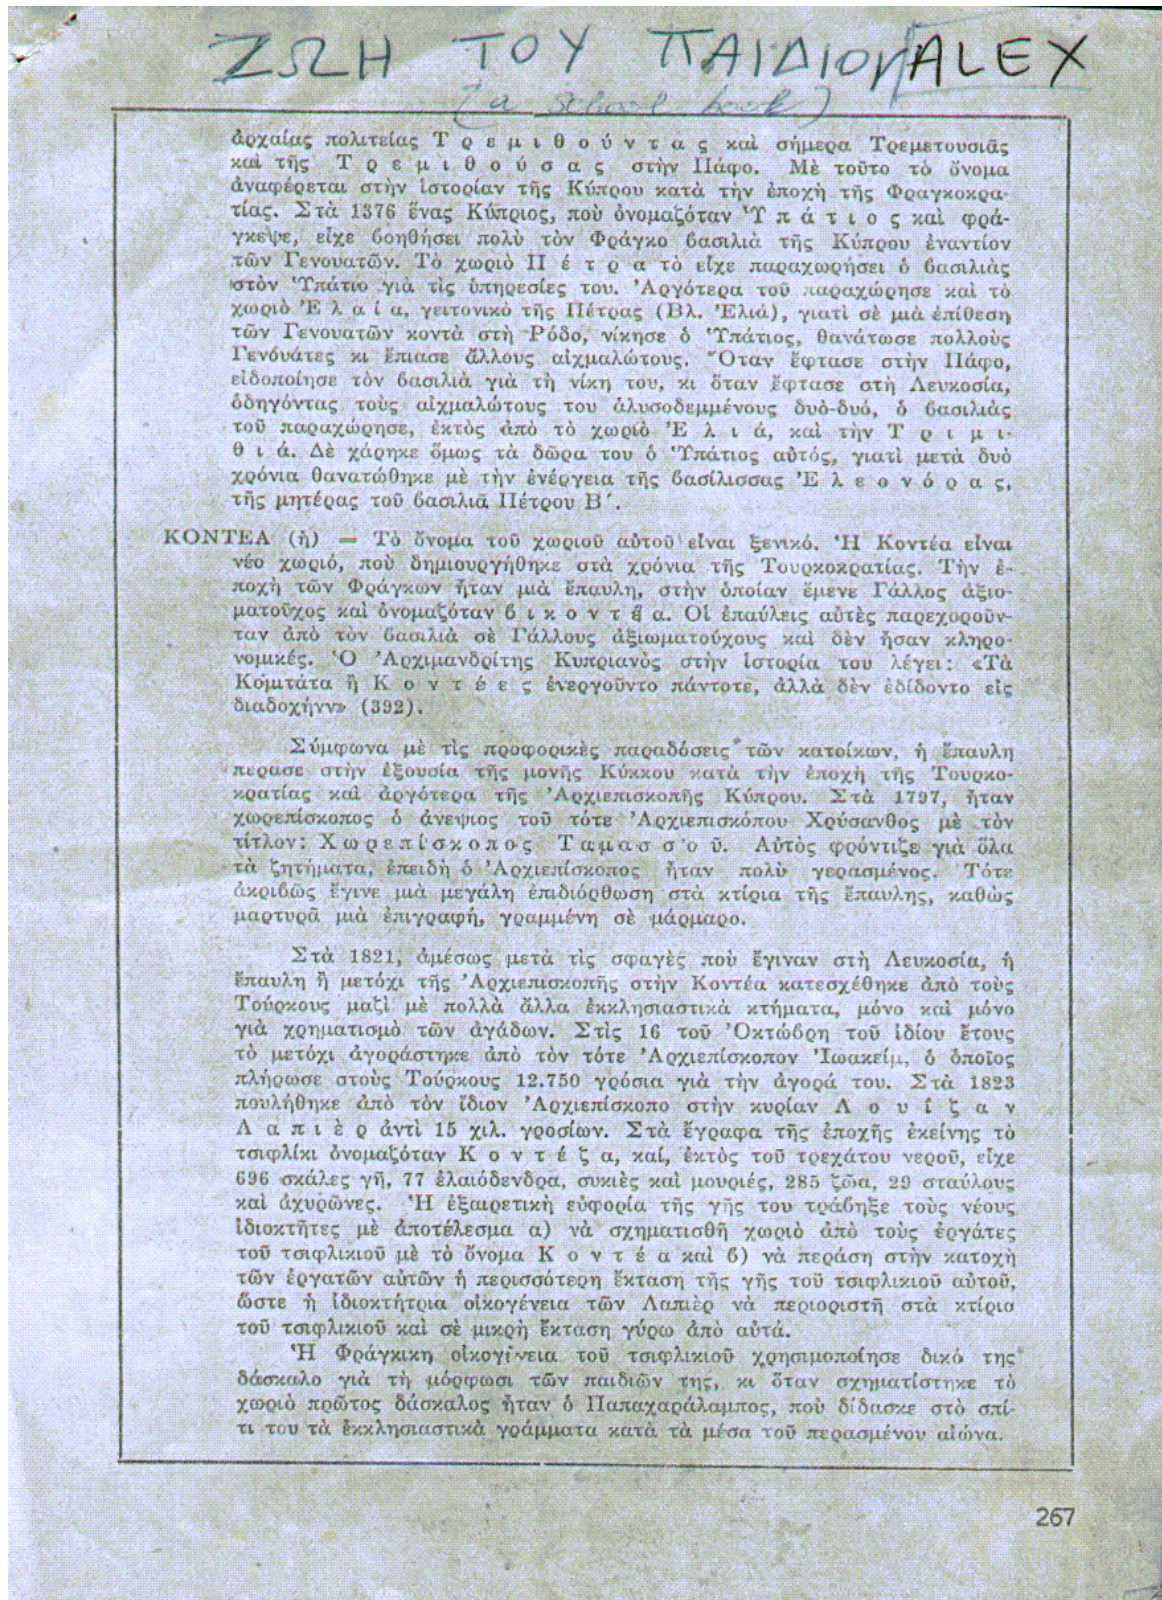 ΖΩΗ ΤΟΥ ΠΑΙΔΙΟΥ ALEX
(a school book)
ἀρχαίας πολιτείας Τρεμιθούντας καὶ σήμερα Τρεμετουσιᾶς
καὶ τῆς Τρεμιθούσας στὴν Πάφο. Μὲ τοῦτο τὸ ὄνομα
ἀναφέρεται στὴν ἱστορίαν τῆς Κύπρου κατὰ τὴν ἐποχὴ τῆς Φραγκοκρα-
τίας. Στὰ 1376 ἕνας Κύπριος, ποὺ ὀνομαζόταν Ὑπάτιος καὶ φρά-
γκεψε, εἶχε βοηθήσει πολὺ τὸν Φράγκο βασιλιὰ τῆς Κύπρου ἐναντίον
τῶν Γενουατῶν. Τὸ χωριὸ Πέτρα τὸ εἶχε παραχωρήσει ὁ βασιλιὰς
στὸν Ὑπάτιο γιὰ τὶς ὑπηρεσίες του. Ἀργότερα τοῦ παραχώρησε καὶ τὸ
χωριὸ Ἐλαία, γειτονικὸ τῆς Πέτρας (Βλ. Ἐλιά), γιατὶ σὲ μιὰ ἐπίθεση
τῶν Γενουατῶν κοντὰ στὴ Ρόδο, νίκησε ὁ Ὑπάτιος, θανάτωσε πολλοὺς
Γενουάτες κι ἔπιασε ἄλλους αἰχμαλώτους. Ὅταν ἔφτασε στὴν Πάφο,
εἰδοποίησε τὸν βασιλιὰ γιὰ τὴ νίκη του, κι ὅταν ἔφτασε στὴ Λευκοσία,
ὁδηγόντας τοὺς αἰχμαλώτους του ἁλυσοδεμμένους δυὸ-δυό, ὁ βασιλιὰς
τοῦ παραχώρησε, ἐκτὸς ἀπὸ τὸ χωριὸ Ἐλιά, καὶ τὴν Τριμι-
θιά. Δὲ χάρηκε ὅμως τὰ δῶρα του ὁ Ὑπάτιος αὐτός, γιατὶ μετὰ δυὸ
χρόνια θανατώθηκε μὲ τὴν ἐνέργεια τῆς βασίλισσας Ἐλεονόρας,
τῆς μητέρας τοῦ βασιλιᾶ Πέτρου Β΄.
ΚΟΝΤΕΑ (ἡ) = Τὸ ὄνομα τοῦ χωριοῦ αὐτοῦ εἶναι ξενικό. Ἡ Κοντέα εἶναι
νέο χωριό, ποὺ δημιουργήθηκε στὰ χρόνια τῆς Τουρκοκρατίας. Τὴν ἐ-
ποχὴ τῶν Φράγκων ἦταν μιὰ ἔπαυλη, στὴν ὁποίαν ἔμενε Γάλλος ἀξιω-
ματοῦχος καὶ ὀνομαζόταν βικοντέα. Οἱ ἐπαύλεις αὐτὲς παρεχοροῦν-
ταν ἀπὸ τὸν βασιλιὰ σὲ Γάλλους ἀξιωματούχους καὶ δὲν ἦσαν κληρο-
νομικές. Ὁ Ἀρχιμανδρίτης Κυπριανὸς στὴν ἱστορία του λέγει: «Τὰ
Κομτάτα ἢ Κοντέες ἐνεργοῦντο πάντοτε, ἀλλὰ δὲν ἐδίδοντο εἰς
διαδοχήνν» (392).
Σύμφωνα μὲ τὶς προφορικὲς παραδόσεις τῶν κατοίκων, ἡ ἔπαυλη
πέρασε στὴν ἐξουσία τῆς μονῆς Κύκκου κατὰ τὴν ἐποχὴ τῆς Τουρκο-
κρατίας καὶ ἀργότερα τῆς Ἀρχιεπισκοπῆς Κύπρου. Στὰ 1797, ἦταν
χωρεπίσκοπος ὁ ἀνεψιος τοῦ τότε Ἀρχιεπισκόπου Χρύσανθος μὲ τὸν
τίτλον: Χωρεπίσκοπος Ταμασσοῦ. Αὐτὸς φρόντιζε γιὰ ὅλα
τὰ ζητήματα, ἐπειδὴ ὁ Ἀρχιεπίσκοπος ἦταν πολὺ γερασμένος. Τότε
ἀκριβῶς ἔγινε μιὰ μεγάλη ἐπιδιόρθωση στὰ κτίρια τῆς ἔπαυλης, καθὼς
μαρτυρᾶ μιὰ ἐπιγραφή, γραμμένη σὲ μάρμαρο.
Στὰ 1821, ἀμέσως μετὰ τὶς σφαγὲς ποὺ ἔγιναν στὴ Λευκοσία, ἡ
ἔπαυλη ἢ μετόχι τῆς Ἀρχιεπισκοπῆς στὴν Κοντέα κατεσχέθηκε ἀπὸ τοὺς
Τούρκους μαζὶ μὲ πολλὰ ἄλλα ἐκκλησιαστικὰ κτήματα, μόνο καὶ μόνο
γιὰ χρηματισμὸ τῶν ἀγάδων. Στὶς 16 τοῦ Ὀκτώβρη τοῦ ἰδίου ἔτους
τὸ μετόχι ἀγοράστηκε ἀπὸ τὸν τότε Ἀρχιεπίσκοπον Ἰωακείμ, ὁ ὁποῖος
πλήρωσε στοὺς Τούρκους 12.750 γρόσια γιὰ τὴν ἀγορά του. Στὰ 1823
πουλήθηκε ἀπὸ τὸν ἴδιον Ἀρχιεπίσκοπο στὴν κυρίαν Λουΐζαν
Λαπιὲρ ἀντὶ 15 χιλ. γροσίων. Στὰ ἔγραφα τῆς ἐποχῆς ἐκείνης τὸ
τσιφλίκι ὀνομαζόταν Κοντέζα, καί, ἐκτὸς τοῦ τρεχάτου νεροῦ, εἶχε
696 σκάλες γῆ, 77 ἐλαιόδενδρα, συκιὲς καὶ μουριές, 285 ζῶα, 29 σταύλους
καὶ ἀχυρῶνες. Ἡ ἐξαιρετικὴ εὐφορία τῆς γῆς του τράβηξε τοὺς νέους
ἰδιοκτῆτες μὲ ἀποτέλεσμα α) νὰ σχηματισθῆ χωριὸ ἀπὸ τοὺς ἐργάτες
τοῦ τσιφλικιοῦ μὲ τὸ ὄνομα Κοντέα καὶ β) νὰ περάση στὴν κατοχὴ
τῶν ἐργατῶν αὐτῶν ἡ περισσότερη ἔκταση τῆς γῆς τοῦ τσιφλικιοῦ αὐτοῦ,
ὥστε ἡ ἰδιοκτήτρια οἰκογένεια τῶν Λαπιὲρ νὰ περιοριστῆ στὰ κτίρια
τοῦ τσιφλικιοῦ καὶ σὲ μικρὴ ἔκταση γύρω ἀπὸ αὐτά.
Ἡ Φράγκικη οἰκογένεια τοῦ τσιφλικιοῦ χρησιμοποίησε δικό της
δάσκαλο γιὰ τὴ μόρφωσι τῶν παιδιῶν της, κι ὅταν σχηματίστηκε τὸ
χωριὸ πρῶτος δάσκαλος ἦταν ὁ Παπαχαράλαμπος, ποὺ δίδασκε στὸ σπί-
τι του τὰ ἐκκλησιαστικὰ γράμματα κατὰ τὰ μέσα τοῦ περασμένου αἰώνα.
267